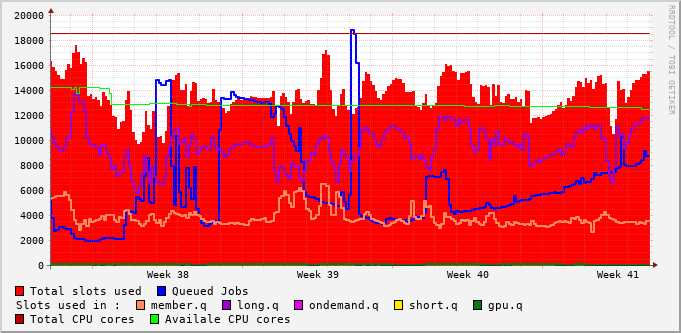 RRDTOOL / TOBI OETIKER
20000
18000
16000
14000
12000
10000
8000
6000
4000
2000
0
Week 38 Week 39 Week 40 Week 41
Total slots used Queued Jobs
Slots used in : member.q long.q ondemand.q short.q gpu.q
Total CPU cores Availale CPU cores